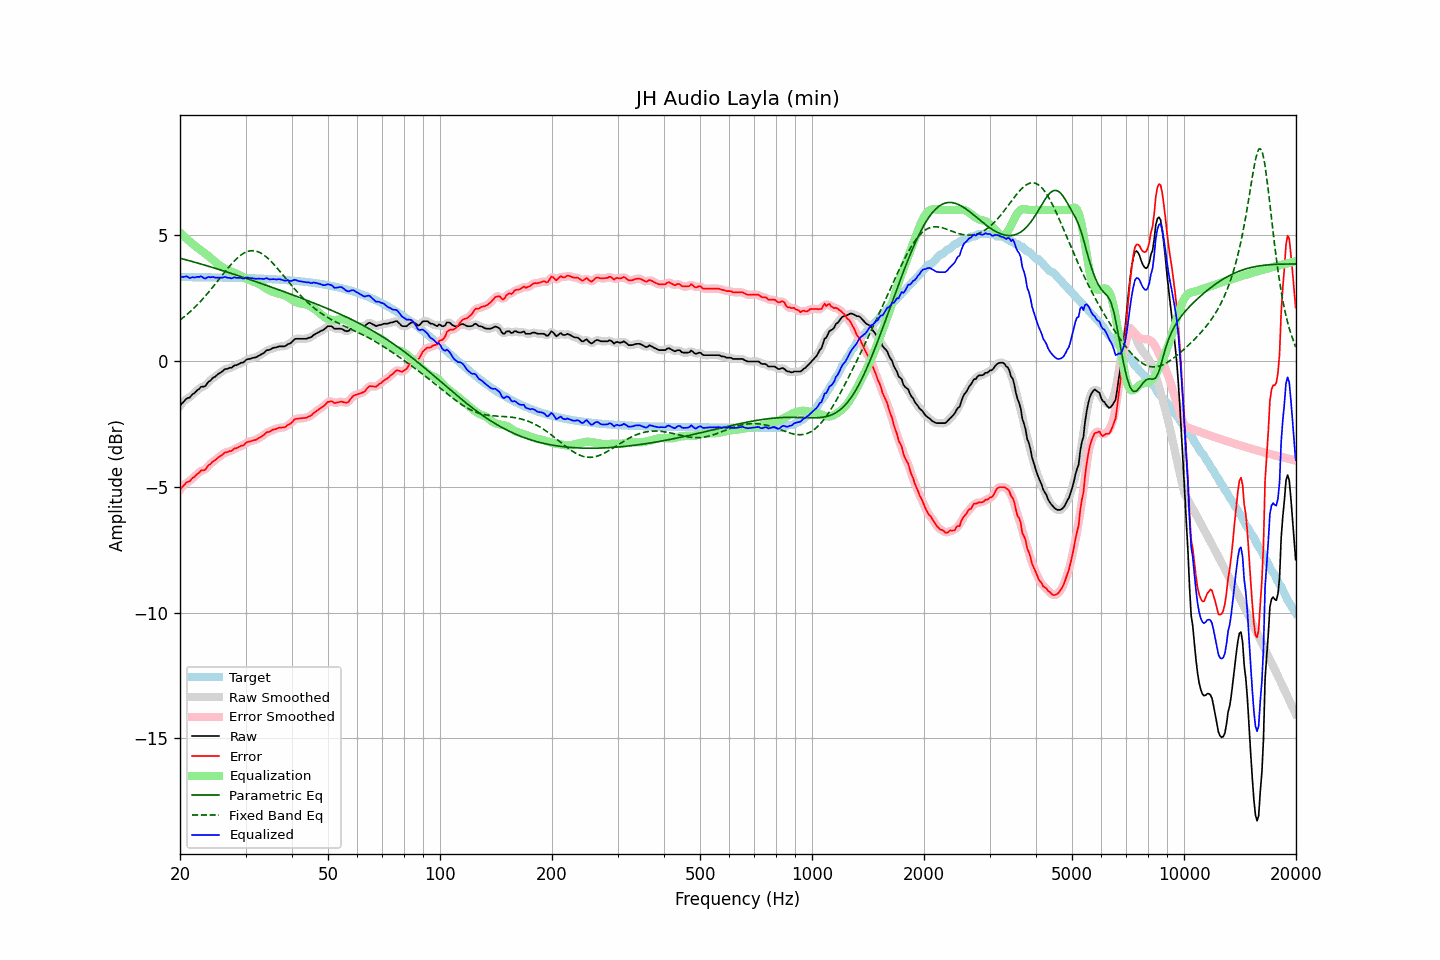 JH Audio Layla (min)
Amplitude (dBr)
5
0
−5
−10
−15
Target
Raw Smoothed
Error Smoothed
Raw
Error
Equalization
Parametric Eq
Fixed Band Eq
Equalized
20 50 100 200 500 1000 2000 5000 10000 20000
Frequency (Hz)